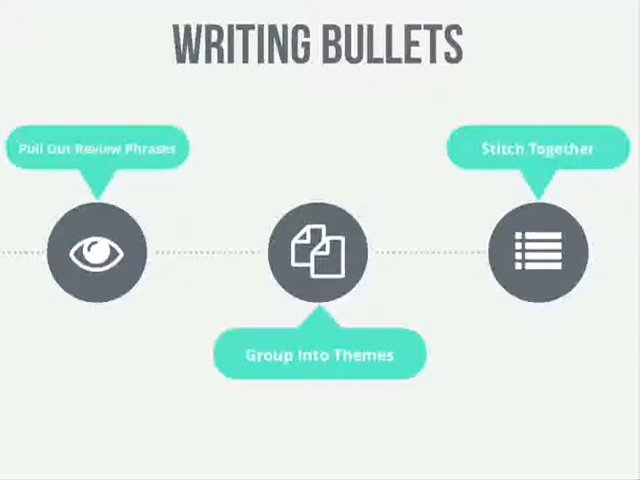 WRITING BULLETS
Pull Out Review Phrases
Stitch Together
Group Into Themes